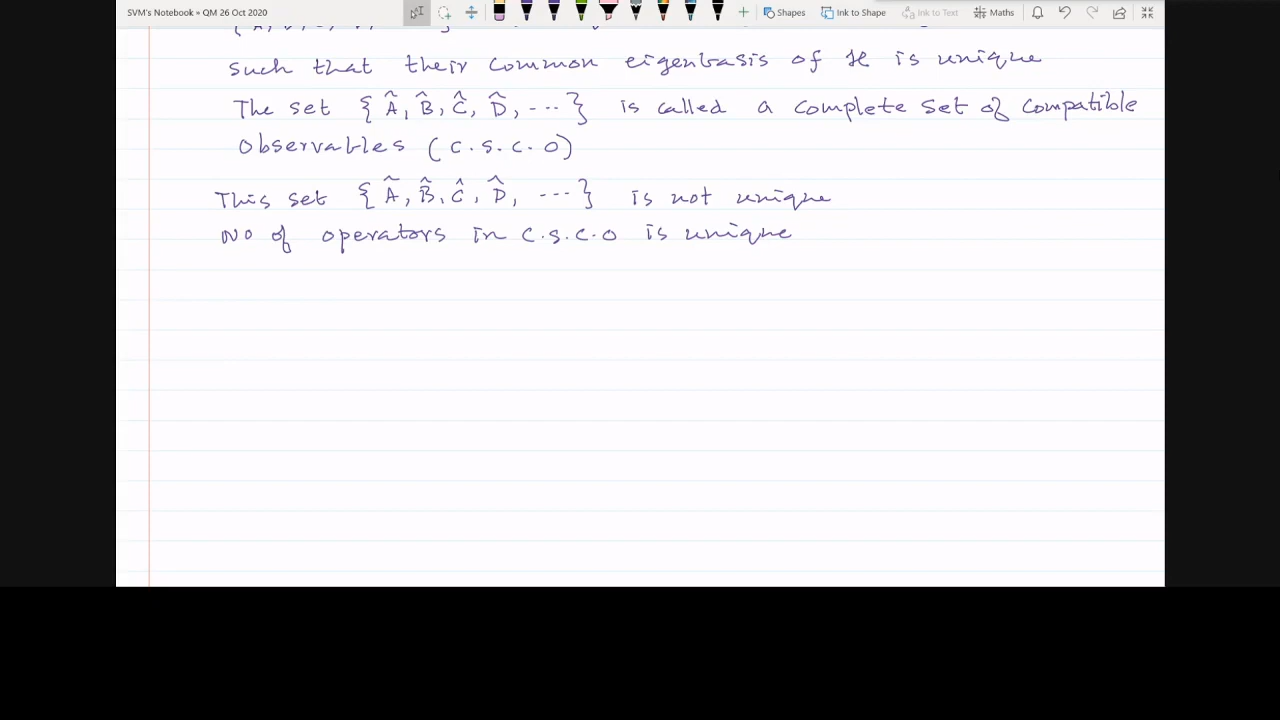 SVM's Notebook » QM 26 Oct 2020
Shapes Ink to Shape Ink to Text Maths
such that their common eigenbasis of ℋ is unique
The set { Â, B̂, Ĉ, D̂, --- } is called a complete set of compatible
observables (c.s.c.o)
This set { Â, B̂, Ĉ, D̂, --- } is not unique
No of operators in c.s.c.o is unique